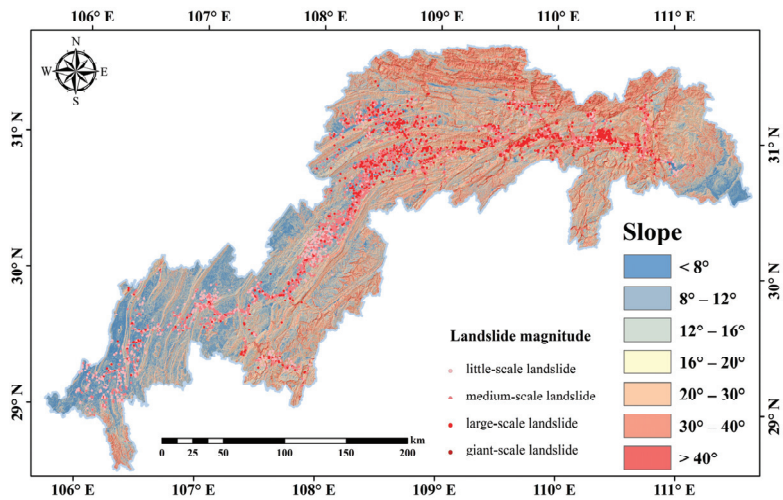 106° E 107° E 108° E 109° E 110° E 111° E
N
W E
S
31° N 31° N
30° N 30° N
29° N 29° N
Slope
< 8°
8° – 12°
12° – 16°
16° – 20°
20° – 30°
30° – 40°
> 40°
Landslide magnitude
little-scale landslide
medium-scale landslide
large-scale landslide
giant-scale landslide
km
0 25 50 100 150 200
106° E 107° E 108° E 109° E 110° E 111° E